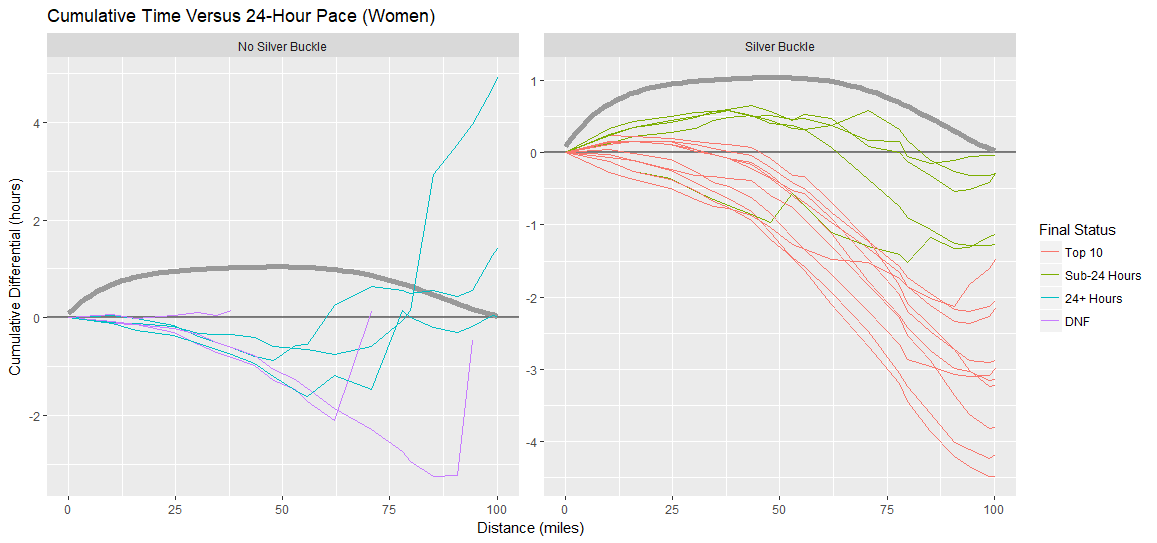 Cumulative Time Versus 24-Hour Pace (Women)
No Silver Buckle
Silver Buckle
Cumulative Differential (hours)
4
2
0
-2
1
0
-1
-2
-3
-4
0 25 50 75 100
0 25 50 75 100
Distance (miles)
Final Status
Top 10
Sub-24 Hours
24+ Hours
DNF